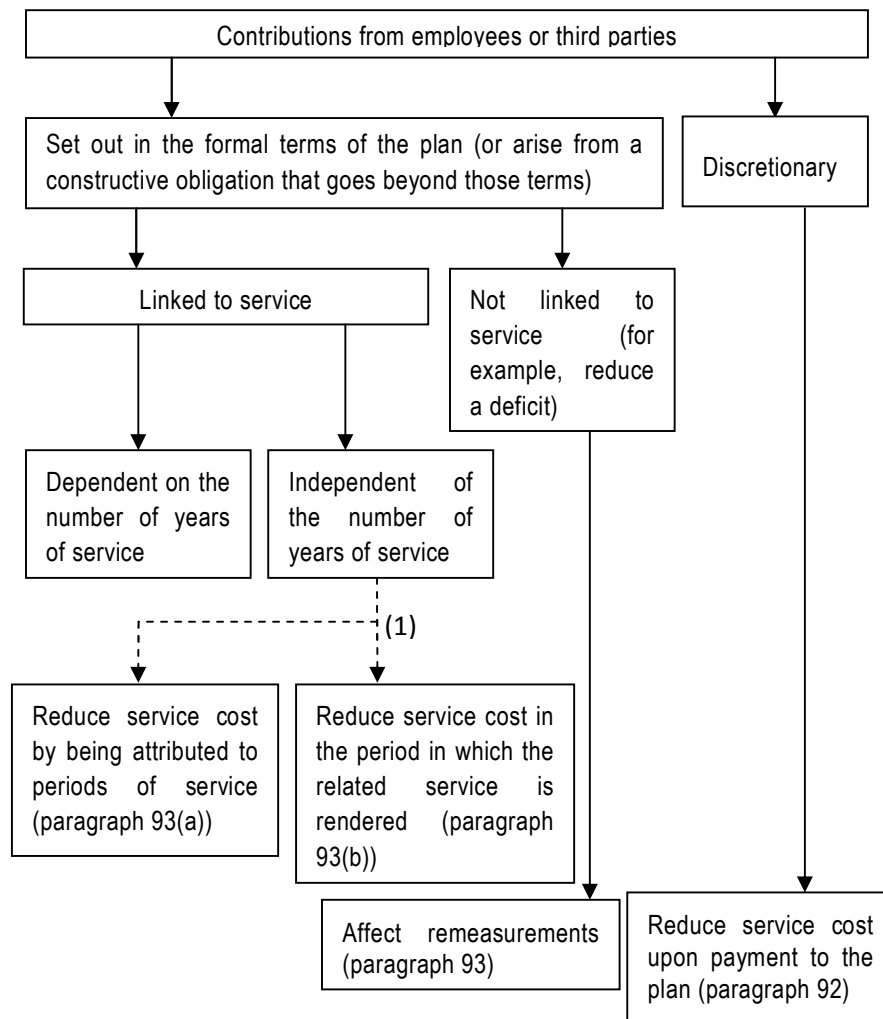 Contributions from employees or third parties
Set out in the formal terms of the plan (or arise from a
constructive obligation that goes beyond those terms)
Discretionary
Linked to service
Not linked to
service (for
example, reduce
a deficit)
Dependent on the
number of years
of service
Independent of
the number of
years of service
(1)
Reduce service cost
by being attributed to
periods of service
(paragraph 93(a))
Reduce service cost in
the period in which the
related service is
rendered (paragraph
93(b))
Affect remeasurements
(paragraph 93)
Reduce service cost
upon payment to the
plan (paragraph 92)